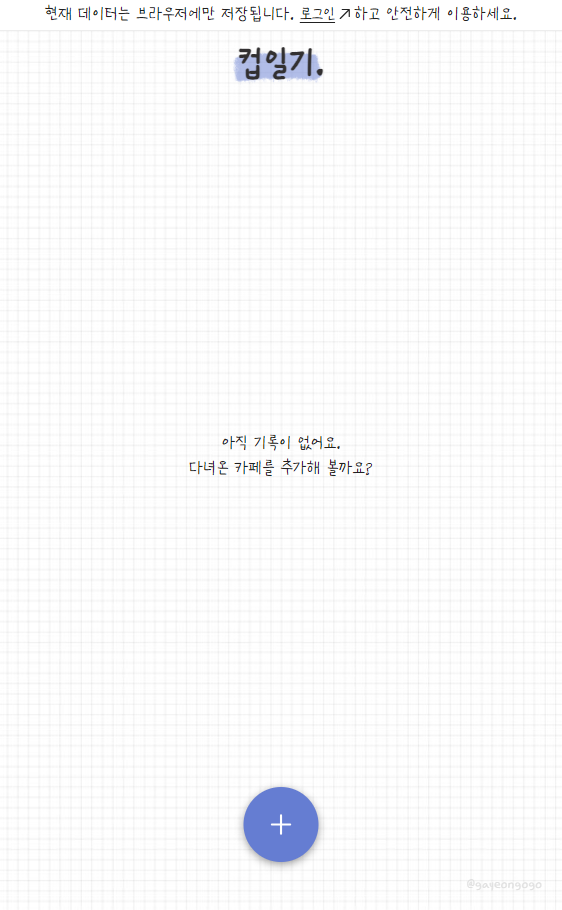 현재 데이터는 브라우저에만 저장됩니다. 로그인↗하고 안전하게 이용하세요.
컵일기.
아직 기록이 없어요.
다녀온 카페를 추가해 볼까요?
@gayeongogo